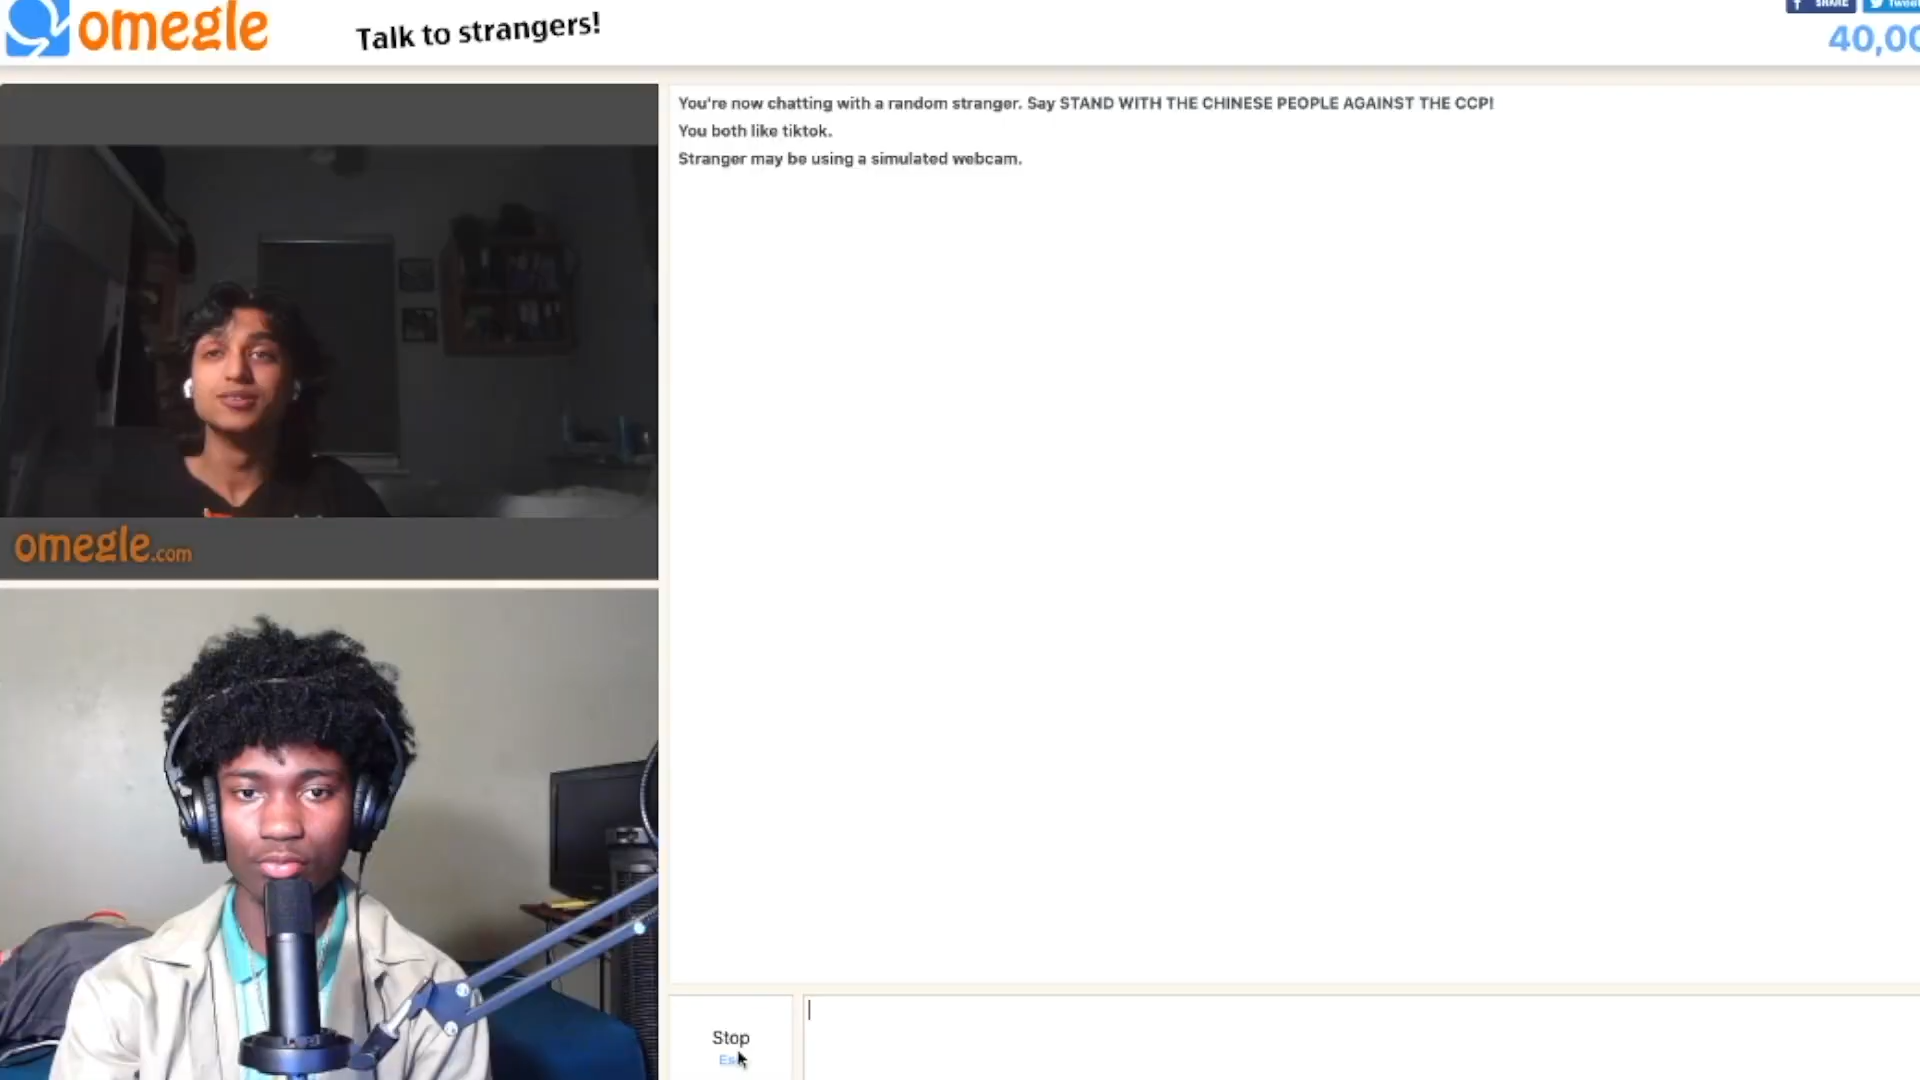 omegle
Talk to strangers!
SHARE
40,00
You're now chatting with a random stranger. Say STAND WITH THE CHINESE PEOPLE AGAINST THE CCP!
You both like tiktok.
Stranger may be using a simulated webcam.
omegle.com
Stop